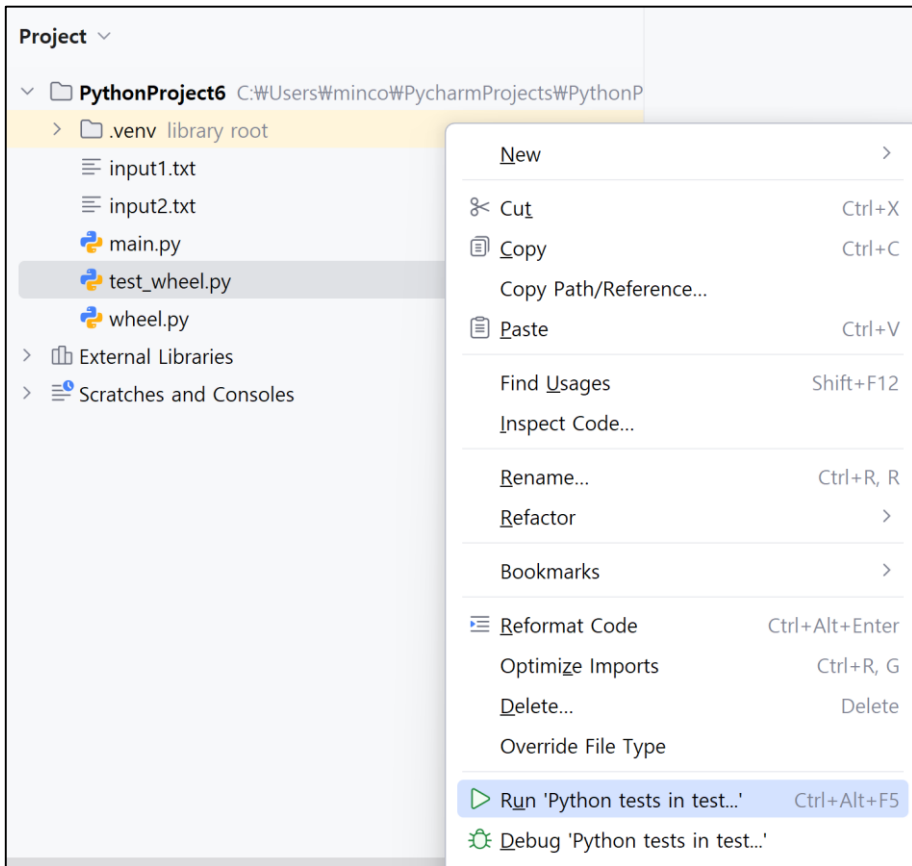 Project
PythonProject6 C:₩Users₩minco₩PycharmProjects₩PythonP
.venv library root
input1.txt
input2.txt
main.py
test_wheel.py
wheel.py
External Libraries
Scratches and Consoles
New
Cut Ctrl+X
Copy Ctrl+C
Copy Path/Reference...
Paste Ctrl+V
Find Usages Shift+F12
Inspect Code...
Rename... Ctrl+R, R
Refactor
Bookmarks
Reformat Code Ctrl+Alt+Enter
Optimize Imports Ctrl+R, G
Delete... Delete
Override File Type
Run 'Python tests in test...' Ctrl+Alt+F5
Debug 'Python tests in test...'